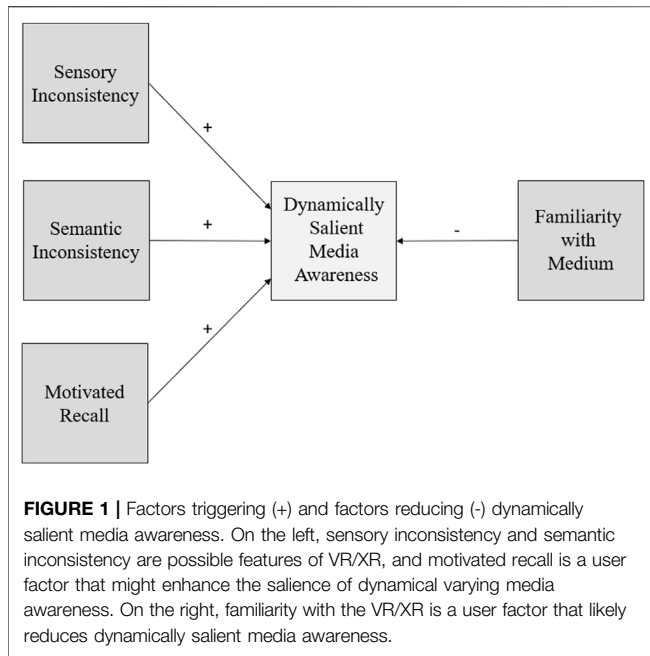 Sensory
Inconsistency
+
Semantic
Inconsistency
+
Dynamically
Salient
Media
Awareness
-
Familiarity
with
Medium
+
Motivated
Recall
FIGURE 1 | Factors triggering (+) and factors reducing (-) dynamically
salient media awareness. On the left, sensory inconsistency and semantic
inconsistency are possible features of VR/XR, and motivated recall is a user
factor that might enhance the salience of dynamical varying media
awareness. On the right, familiarity with the VR/XR is a user factor that likely
reduces dynamically salient media awareness.